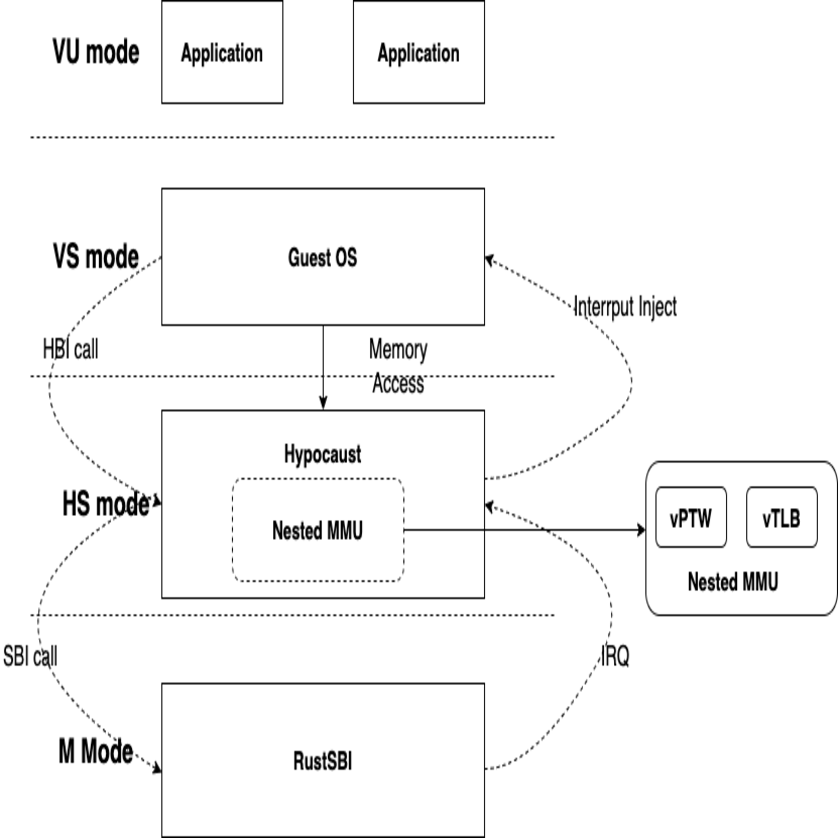 VU mode
Application
Application
VS mode
Guest OS
Interrput Inject
HBI call
Memory
Access
Hypocaust
HS mode
Nested MMU
vPTW
vTLB
Nested MMU
SBI call
IRQ
M Mode
RustSBI